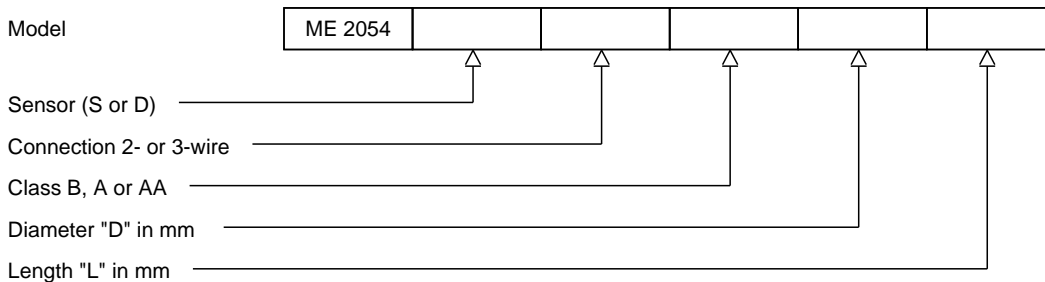 Model ME 2054
Sensor (S or D)
Connection 2- or 3-wire
Class B, A or AA
Diameter "D" in mm
Length "L" in mm